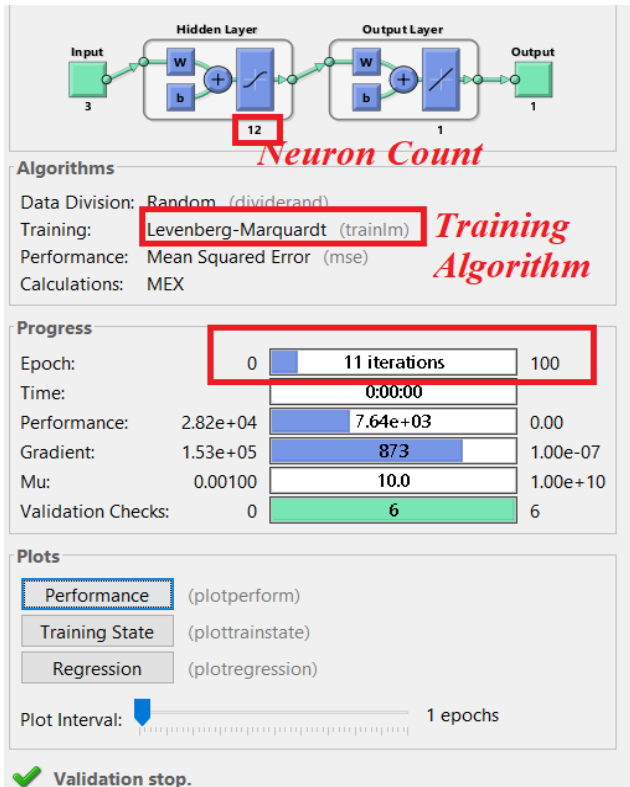 Hidden Layer Output Layer
Input Output
W W
b b
3 12 1 1
Neuron Count
Algorithms
Data Division: Random (dividerand)
Training: Levenberg-Marquardt (trainlm)
Training
Algorithm
Performance: Mean Squared Error (mse)
Calculations: MEX
Progress
Epoch: 0 11 iterations 100
Time: 0:00:00
Performance: 2.82e+04 7.64e+03 0.00
Gradient: 1.53e+05 873 1.00e-07
Mu: 0.00100 10.0 1.00e+10
Validation Checks: 0 6 6
Plots
Performance (plotperform)
Training State (plottrainstate)
Regression (plotregression)
Plot Interval: 1 epochs
Validation stop.